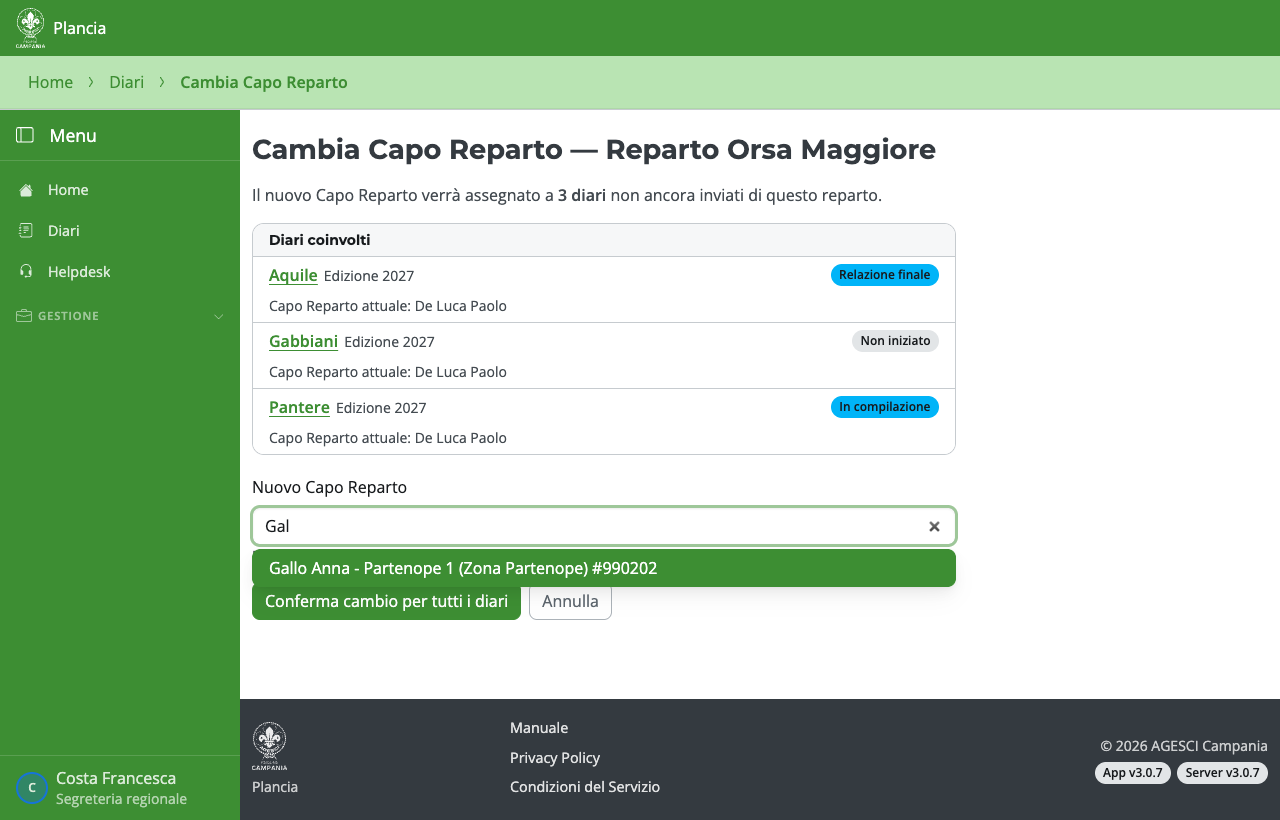 CAMPANIA
Plancia
Home
Diari
Cambia Capo Reparto
Menu
Home
Diari
Helpdesk
GESTIONE
Costa Francesca
C
Segreteria regionale
Cambia Capo Reparto — Reparto Orsa Maggiore
Il nuovo Capo Reparto verrà assegnato a 3 diari non ancora inviati di questo reparto.
Diari coinvolti
Aquile Edizione 2027
Relazione finale
Capo Reparto attuale: De Luca Paolo
Gabbiani Edizione 2027
Non iniziato
Capo Reparto attuale: De Luca Paolo
Pantere Edizione 2027
In compilazione
Capo Reparto attuale: De Luca Paolo
Nuovo Capo Reparto
Gal
Gallo Anna - Partenope 1 (Zona Partenope) #990202
Conferma cambio per tutti i diari
Annulla
CAMPANIA
Plancia
Manuale
Privacy Policy
Condizioni del Servizio
© 2026 AGESCI Campania
App v3.0.7
Server v3.0.7